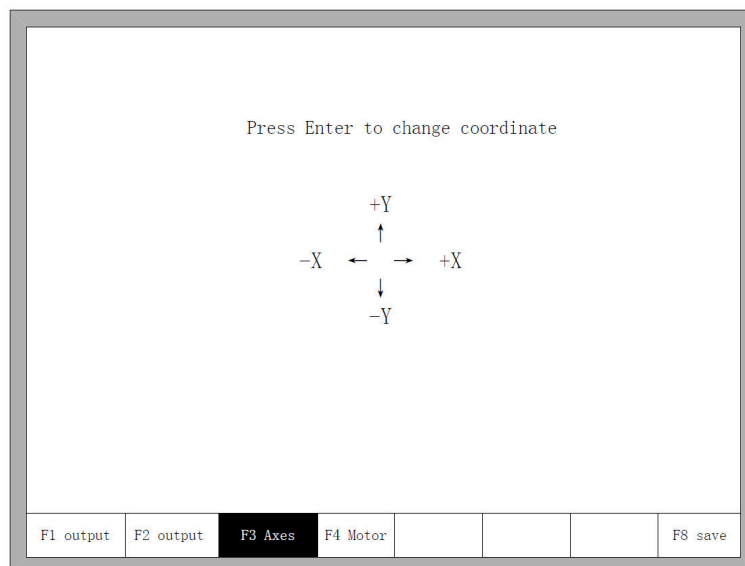 Press Enter to change coordinate
+Y
↑
-X ← → +X
↓
-Y
F1 output F2 output F3 Axes F4 Motor F8 save